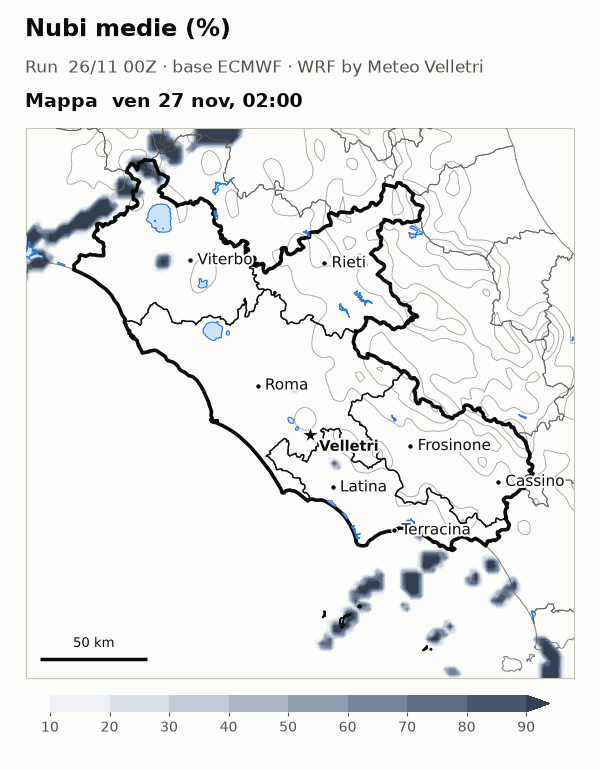 Nubi medie (%)
Run  26/11 00Z · base ECMWF · WRF by Meteo Velletri
Mappa  ven 27 nov, 02:00
Viterbo
Rieti
Roma
Velletri
Frosinone
Cassino
Latina
Terracina
50 km
10 20 30 40 50 60 70 80 90